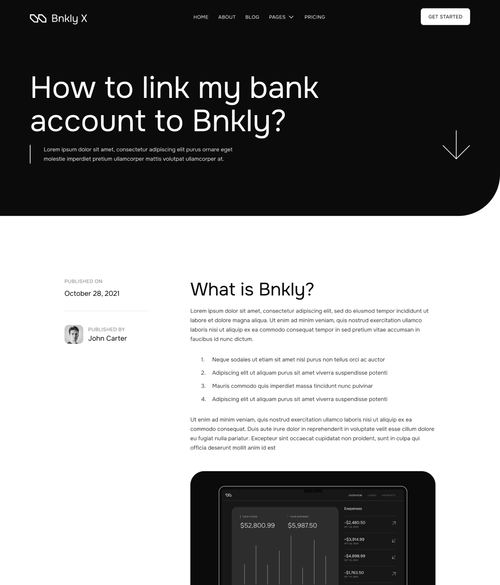 Bnkly X
HOME ABOUT BLOG PAGES PRICING
GET STARTED
How to link my bank
account to Bnkly?
Lorem ipsum dolor sit amet, consectetur adipiscing elit purus ornare eget
molestie imperdiet pretium ullamcorper mattis volutpat ullamcorper at.
PUBLISHED ON
October 28, 2021
PUBLISHED BY
John Carter
What is Bnkly?
Lorem ipsum dolor sit amet, consectetur adipiscing elit, sed do eiusmod tempor incididunt ut
labore et dolore magna aliqua. Ut enim ad minim veniam, quis nostrud exercitation ullamco
laboris nisi ut aliquip ex ea commodo consequat tempor in sed pretium vitae accumsan in
faucibus id nunc dictum.
1. Neque sodales ut etiam sit amet nisl purus non tellus orci ac auctor
2. Adipiscing elit ut aliquam purus sit amet viverra suspendisse potenti
3. Mauris commodo quis imperdiet massa tincidunt nunc pulvinar
4. Adipiscing elit ut aliquam purus sit amet viverra suspendisse potenti
Ut enim ad minim veniam, quis nostrud exercitation ullamco laboris nisi ut aliquip ex ea
commodo consequat. Duis aute irure dolor in reprehenderit in voluptate velit esse cillum dolore
eu fugiat nulla pariatur. Excepteur sint occaecat cupidatat non proident, sunt in culpa qui
officia deserunt mollit anim id est
$52,800.99
$5,987.50
Expenses
-$2,480.50
-$3,914.99
-$4,698.99
-$1,763.50